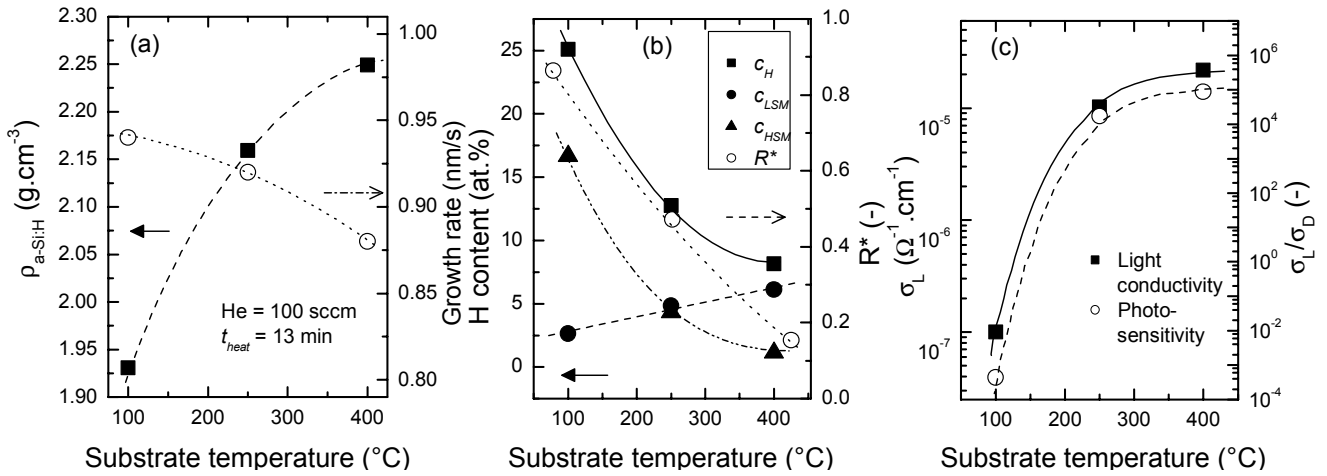 (a)
2.30
2.25
2.20
2.15
2.10
2.05
2.00
1.95
1.90
ρa-Si:H (g.cm-3)
1.00
0.95
0.90
0.85
0.80
Growth rate (nm/s)
He = 100 sccm
theat = 13 min
100 200 300 400
Substrate temperature (°C)
(b)
25
20
15
10
5
0
H content (at.%)
cH
cLSM
cHSM
R*
1.0
0.8
0.6
0.4
0.2
0.0
R* (-)
100 200 300 400
Substrate temperature (°C)
(c)
10-5
10-6
10-7
σL (Ω-1.cm-1)
106
104
102
100
10-2
10-4
σL/σD (-)
Light
conductivity
Photo-
sensitivity
100 200 300 400
Substrate temperature (°C)